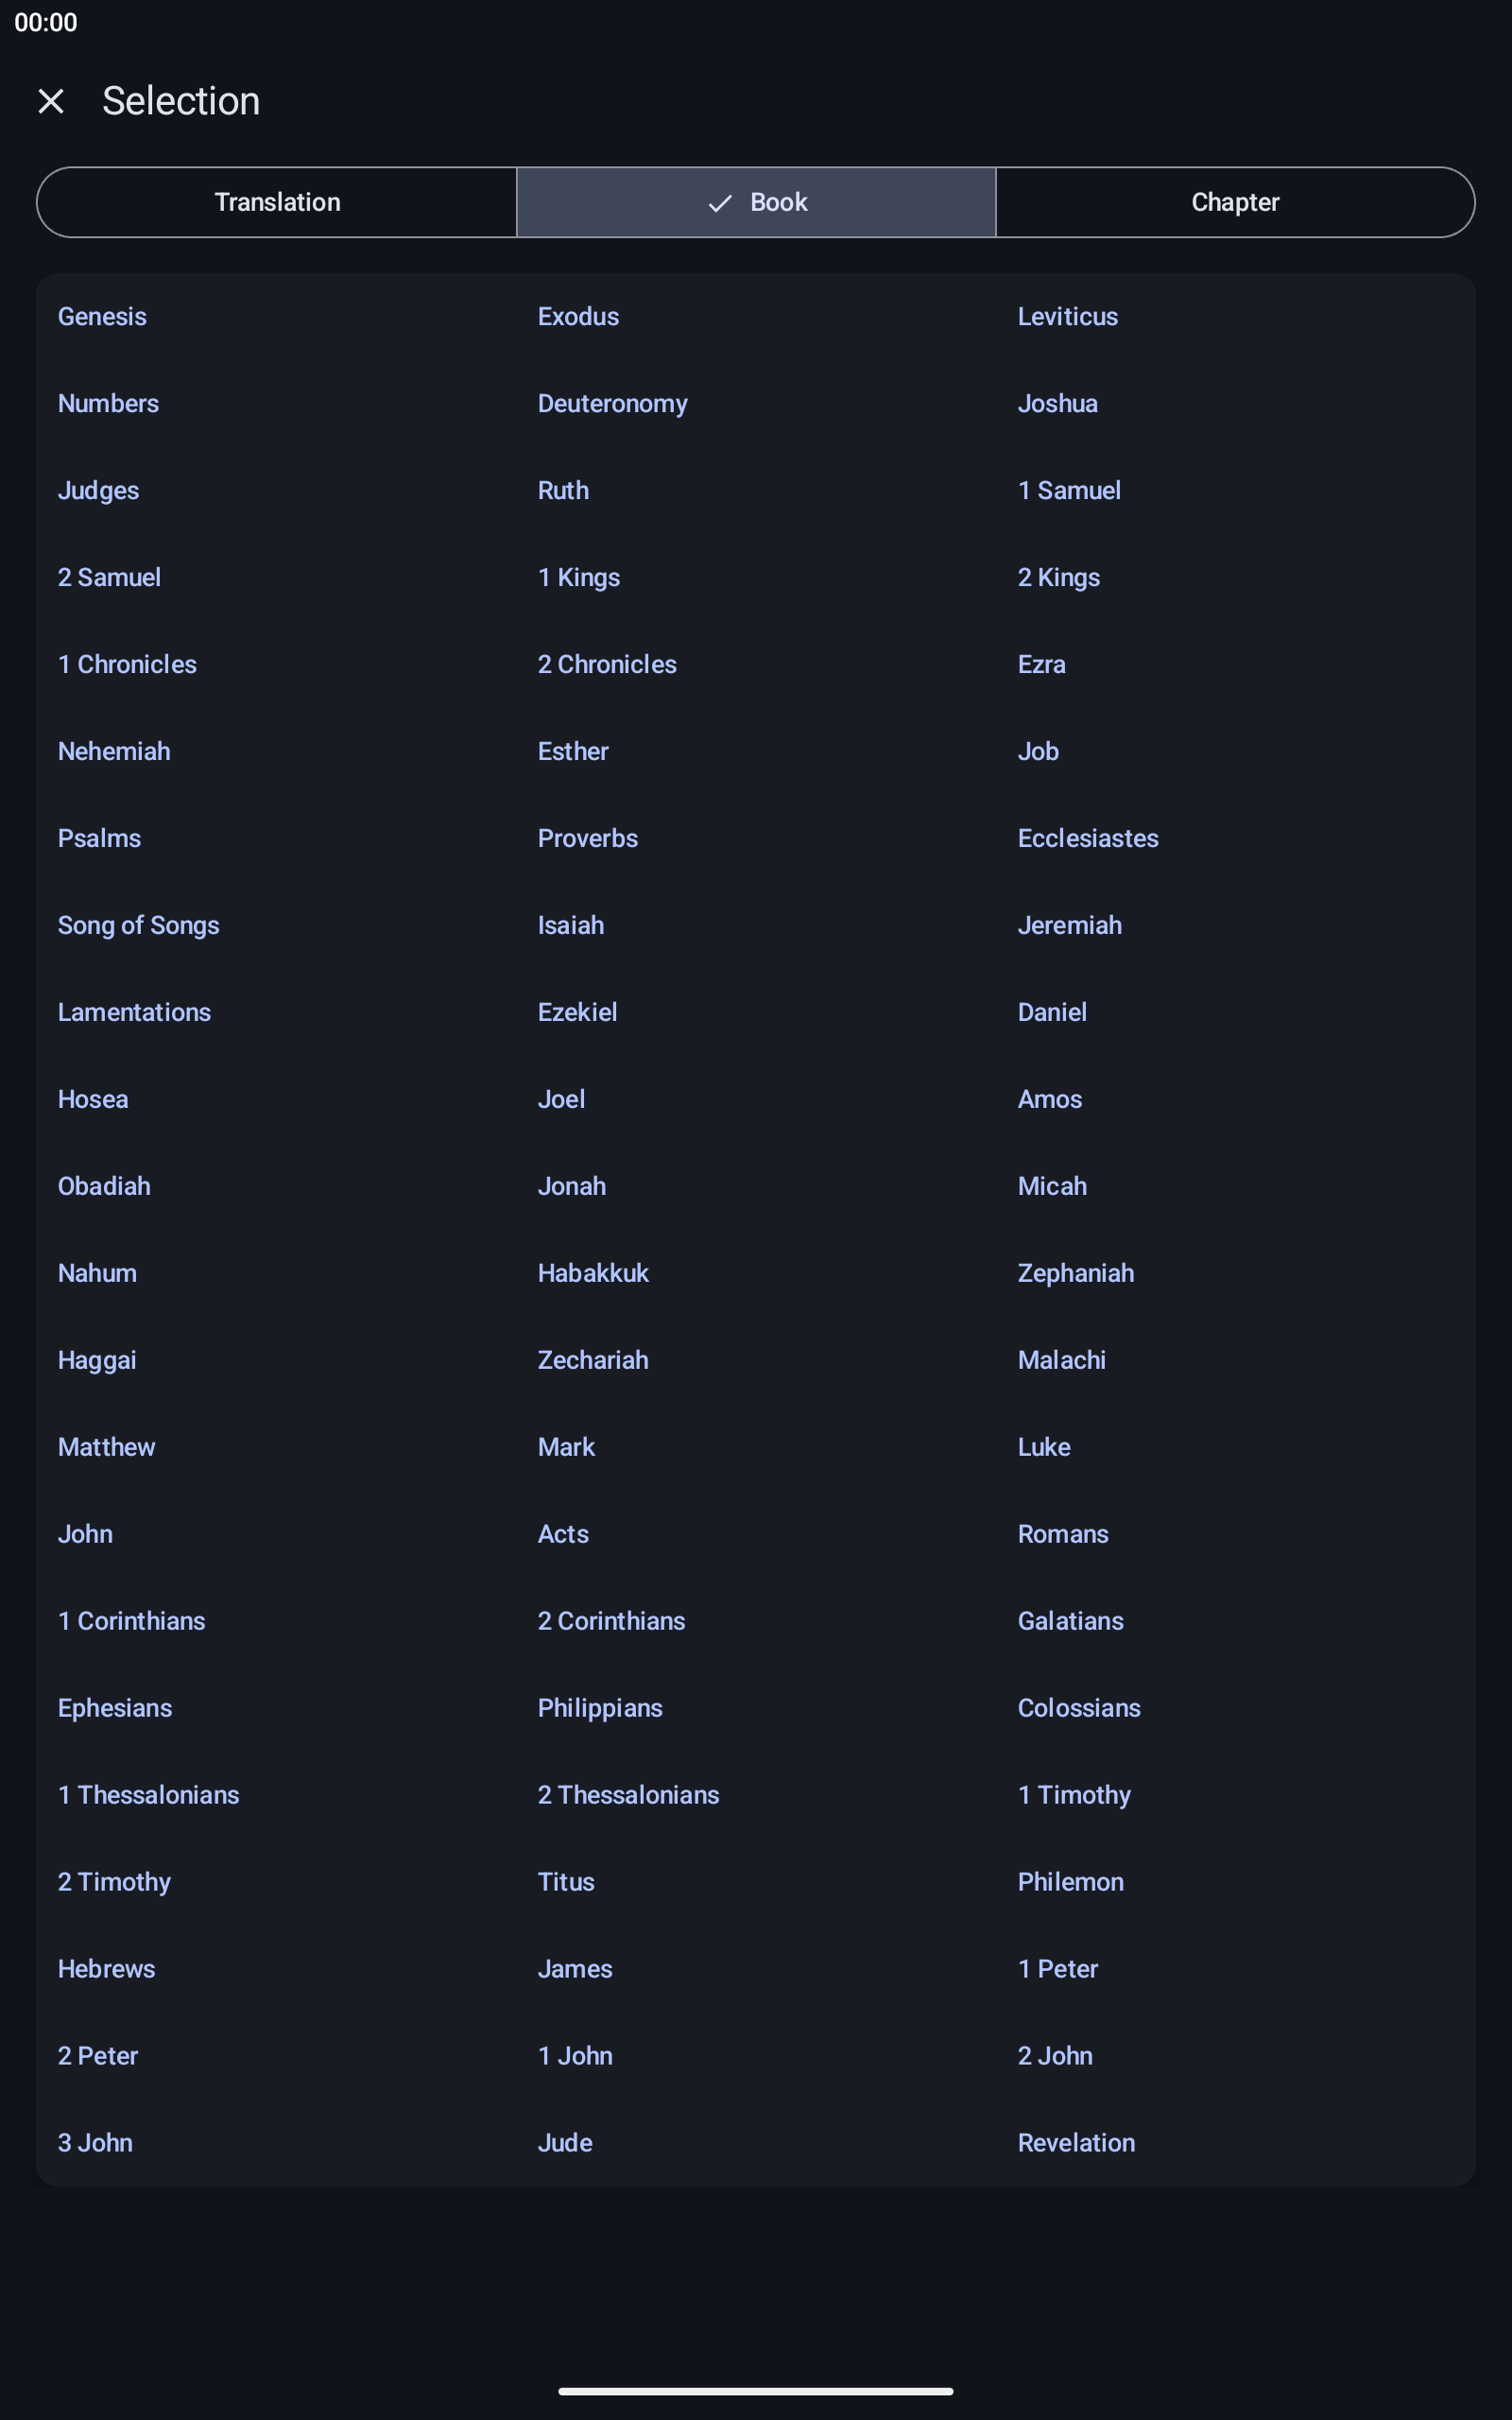 00:00
Selection
Translation Book Chapter
Genesis Exodus Leviticus
Numbers Deuteronomy Joshua
Judges Ruth 1 Samuel
2 Samuel 1 Kings 2 Kings
1 Chronicles 2 Chronicles Ezra
Nehemiah Esther Job
Psalms Proverbs Ecclesiastes
Song of Songs Isaiah Jeremiah
Lamentations Ezekiel Daniel
Hosea Joel Amos
Obadiah Jonah Micah
Nahum Habakkuk Zephaniah
Haggai Zechariah Malachi
Matthew Mark Luke
John Acts Romans
1 Corinthians 2 Corinthians Galatians
Ephesians Philippians Colossians
1 Thessalonians 2 Thessalonians 1 Timothy
2 Timothy Titus Philemon
Hebrews James 1 Peter
2 Peter 1 John 2 John
3 John Jude Revelation